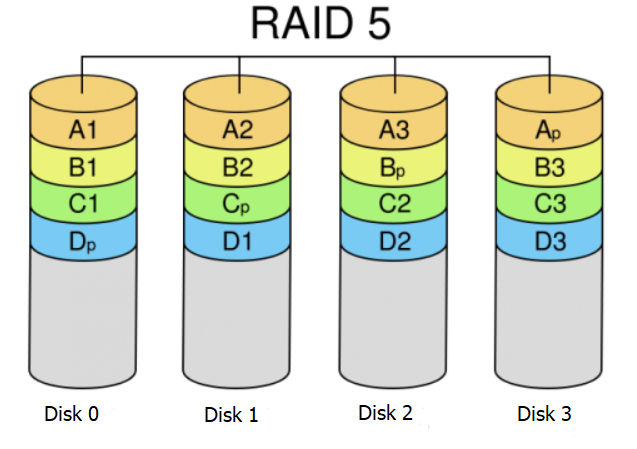 RAID 5
A1 A2 A3 Ap
B1 B2 Bp B3
C1 Cp C2 C3
Dp D1 D2 D3
Disk 0 Disk 1 Disk 2 Disk 3